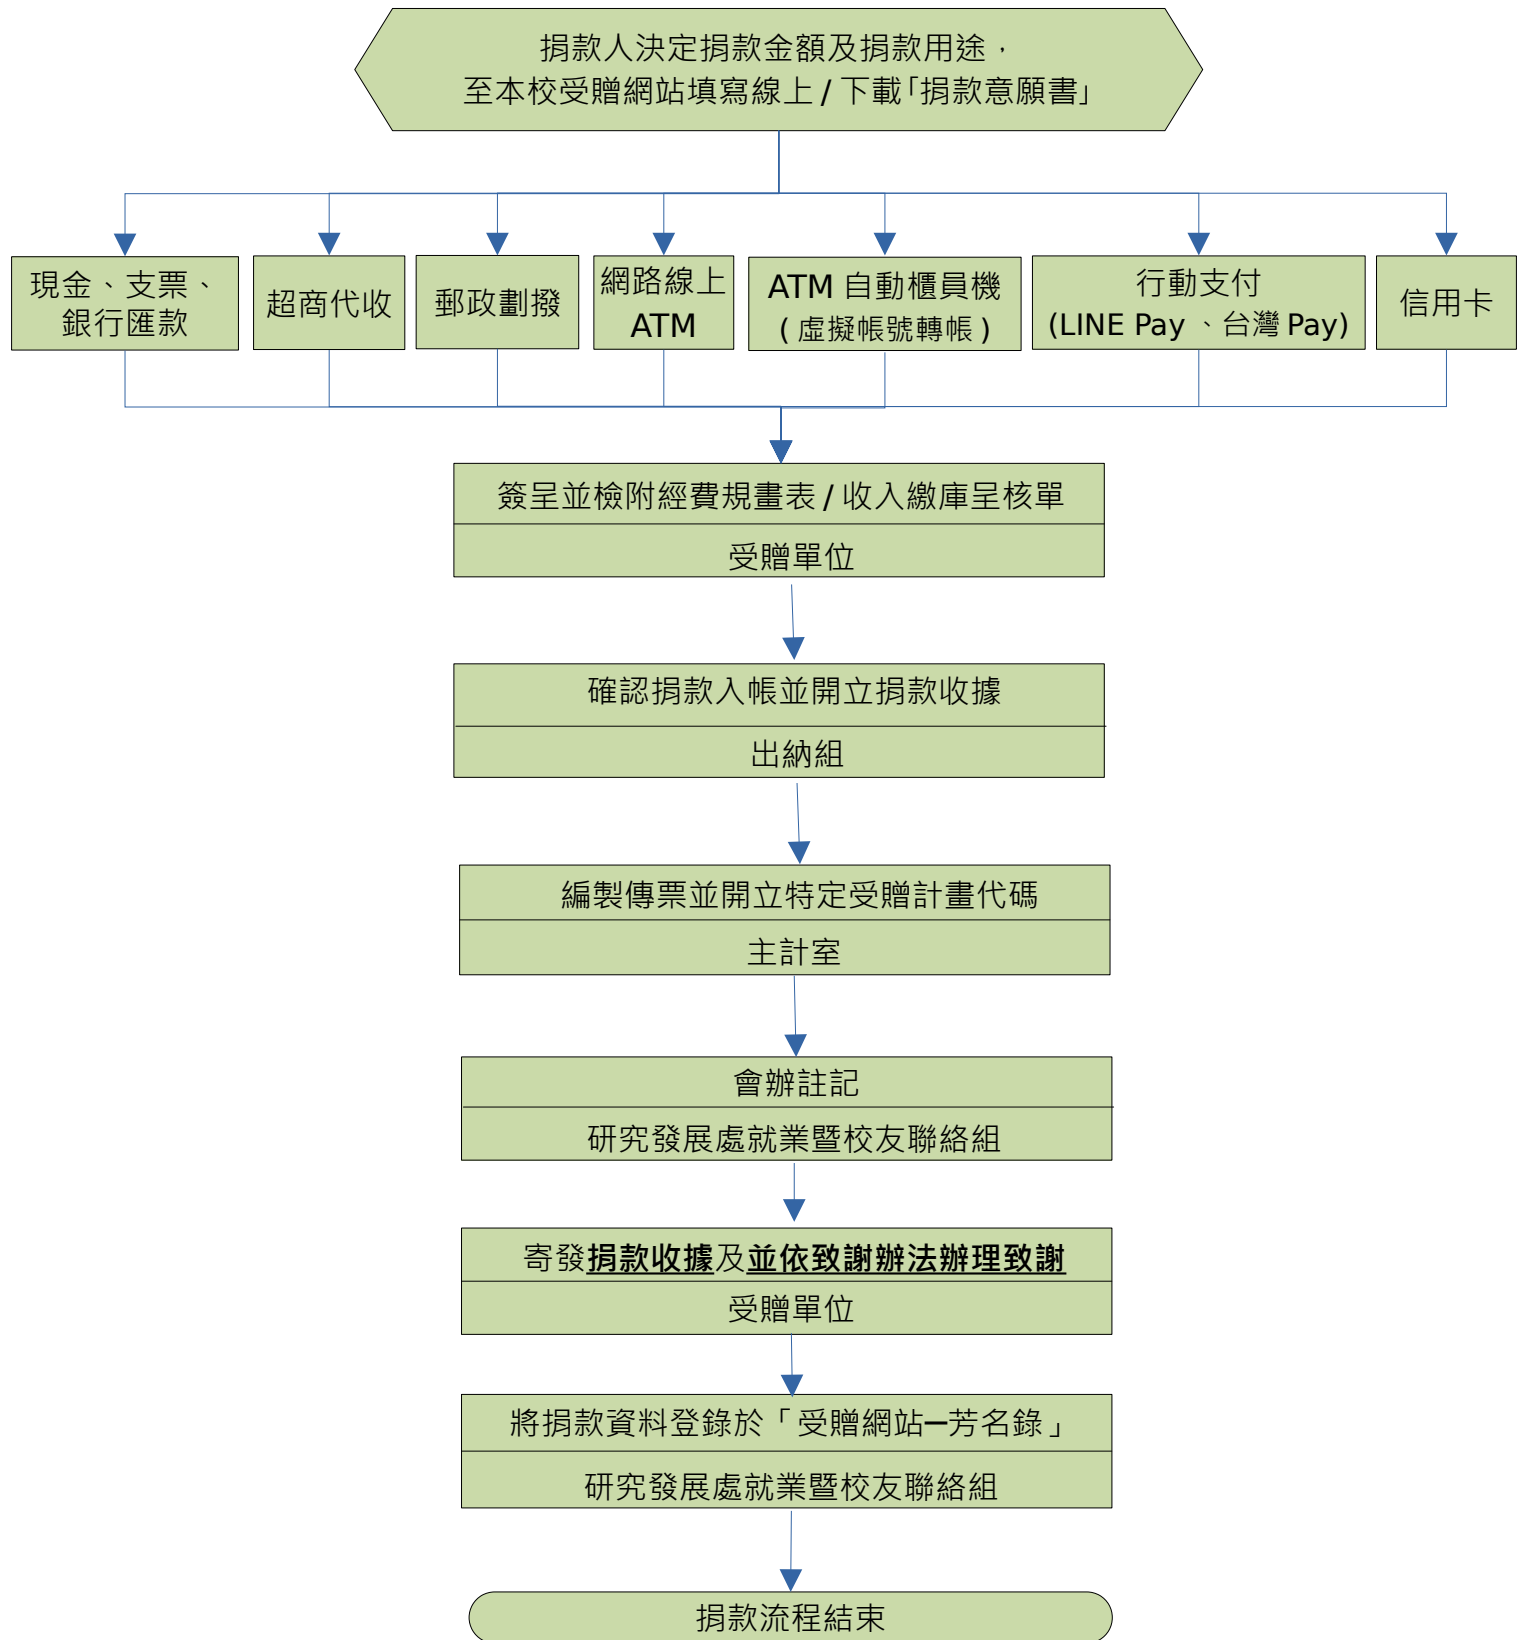 捐款人決定捐款金額及捐款用途，
至本校受贈網站填寫線上 / 下載「捐款意願書」
現金、支票、
銀行匯款
超商代收
郵政劃撥
網路線上
ATM
ATM 自動櫃員機
( 虛擬帳號轉帳 )
行動支付
(LINE Pay 、台灣 Pay)
信用卡
簽呈並檢附經費規畫表 / 收入繳庫呈核單
受贈單位
確認捐款入帳並開立捐款收據
出納組
編製傳票並開立特定受贈計畫代碼
主計室
會辦註記
研究發展處就業暨校友聯絡組
寄發捐款收據及並依致謝辦法辦理致謝
受贈單位
將捐款資料登錄於「受贈網站─芳名錄」
研究發展處就業暨校友聯絡組
捐款流程結束